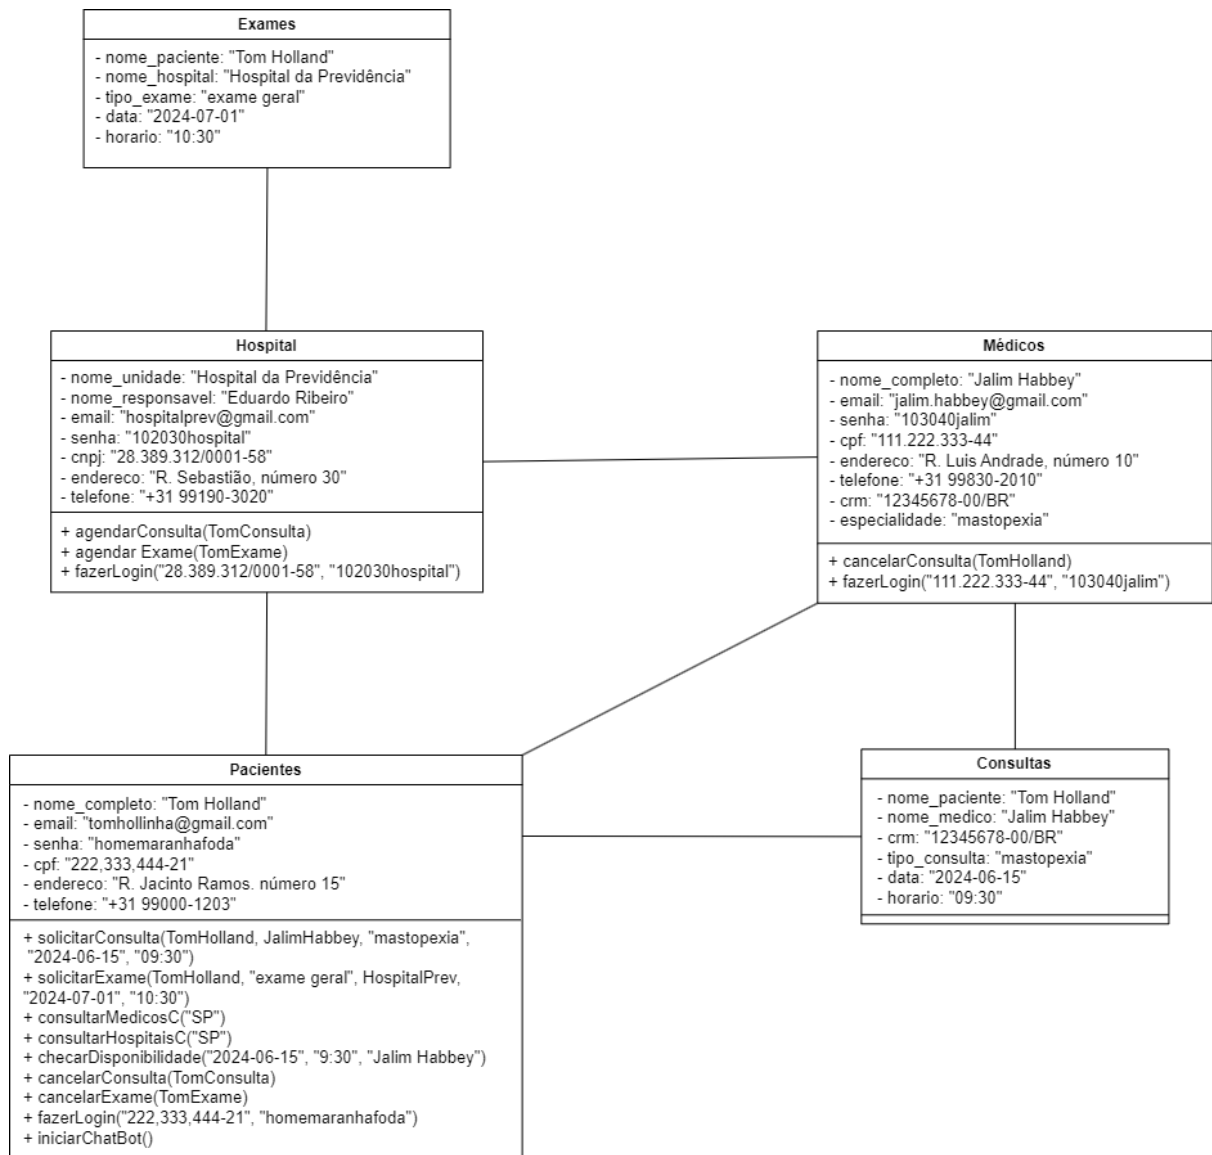 Exames
- nome_paciente: "Tom Holland"
- nome_hospital: "Hospital da Previdência"
- tipo_exame: "exame geral"
- data: "2024-07-01"
- horario: "10:30"
Hospital
- nome_unidade: "Hospital da Previdência"
- nome_responsavel: "Eduardo Ribeiro"
- email: "hospitalprev@gmail.com"
- senha: "102030hospital"
- cnpj: "28.389.312/0001-58"
- endereco: "R. Sebastião, número 30"
- telefone: "+31 99190-3020"
+ agendarConsulta(TomConsulta)
+ agendar Exame(TomExame)
+ fazerLogin("28.389.312/0001-58", "102030hospital")
Médicos
- nome_completo: "Jalim Habbey"
- email: "jalim.habbey@gmail.com"
- senha: "103040jalim"
- cpf: "111.222.333-44"
- endereco: "R. Luis Andrade, número 10"
- telefone: "+31 99830-2010"
- crm: "12345678-00/BR"
- especialidade: "mastopexia"
+ cancelarConsulta(TomHolland)
+ fazerLogin("111.222.333-44", "103040jalim")
Pacientes
- nome_completo: "Tom Holland"
- email: "tomhollinha@gmail.com"
- senha: "homemaranhafoda"
- cpf: "222,333,444-21"
- endereco: "R. Jacinto Ramos. número 15"
- telefone: "+31 99000-1203"
+ solicitarConsulta(TomHolland, JalimHabbey, "mastopexia",
"2024-06-15", "09:30")
+ solicitarExame(TomHolland, "exame geral", HospitalPrev,
"2024-07-01", "10:30")
+ consultarMedicosC("SP")
+ consultarHospitaisC("SP")
+ checarDisponibilidade("2024-06-15", "9:30", "Jalim Habbey")
+ cancelarConsulta(TomConsulta)
+ cancelarExame(TomExame)
+ fazerLogin("222,333,444-21", "homemaranhafoda")
+ iniciarChatBot()
Consultas
- nome_paciente: "Tom Holland"
- nome_medico: "Jalim Habbey"
- crm: "12345678-00/BR"
- tipo_consulta: "mastopexia"
- data: "2024-06-15"
- horario: "09:30"